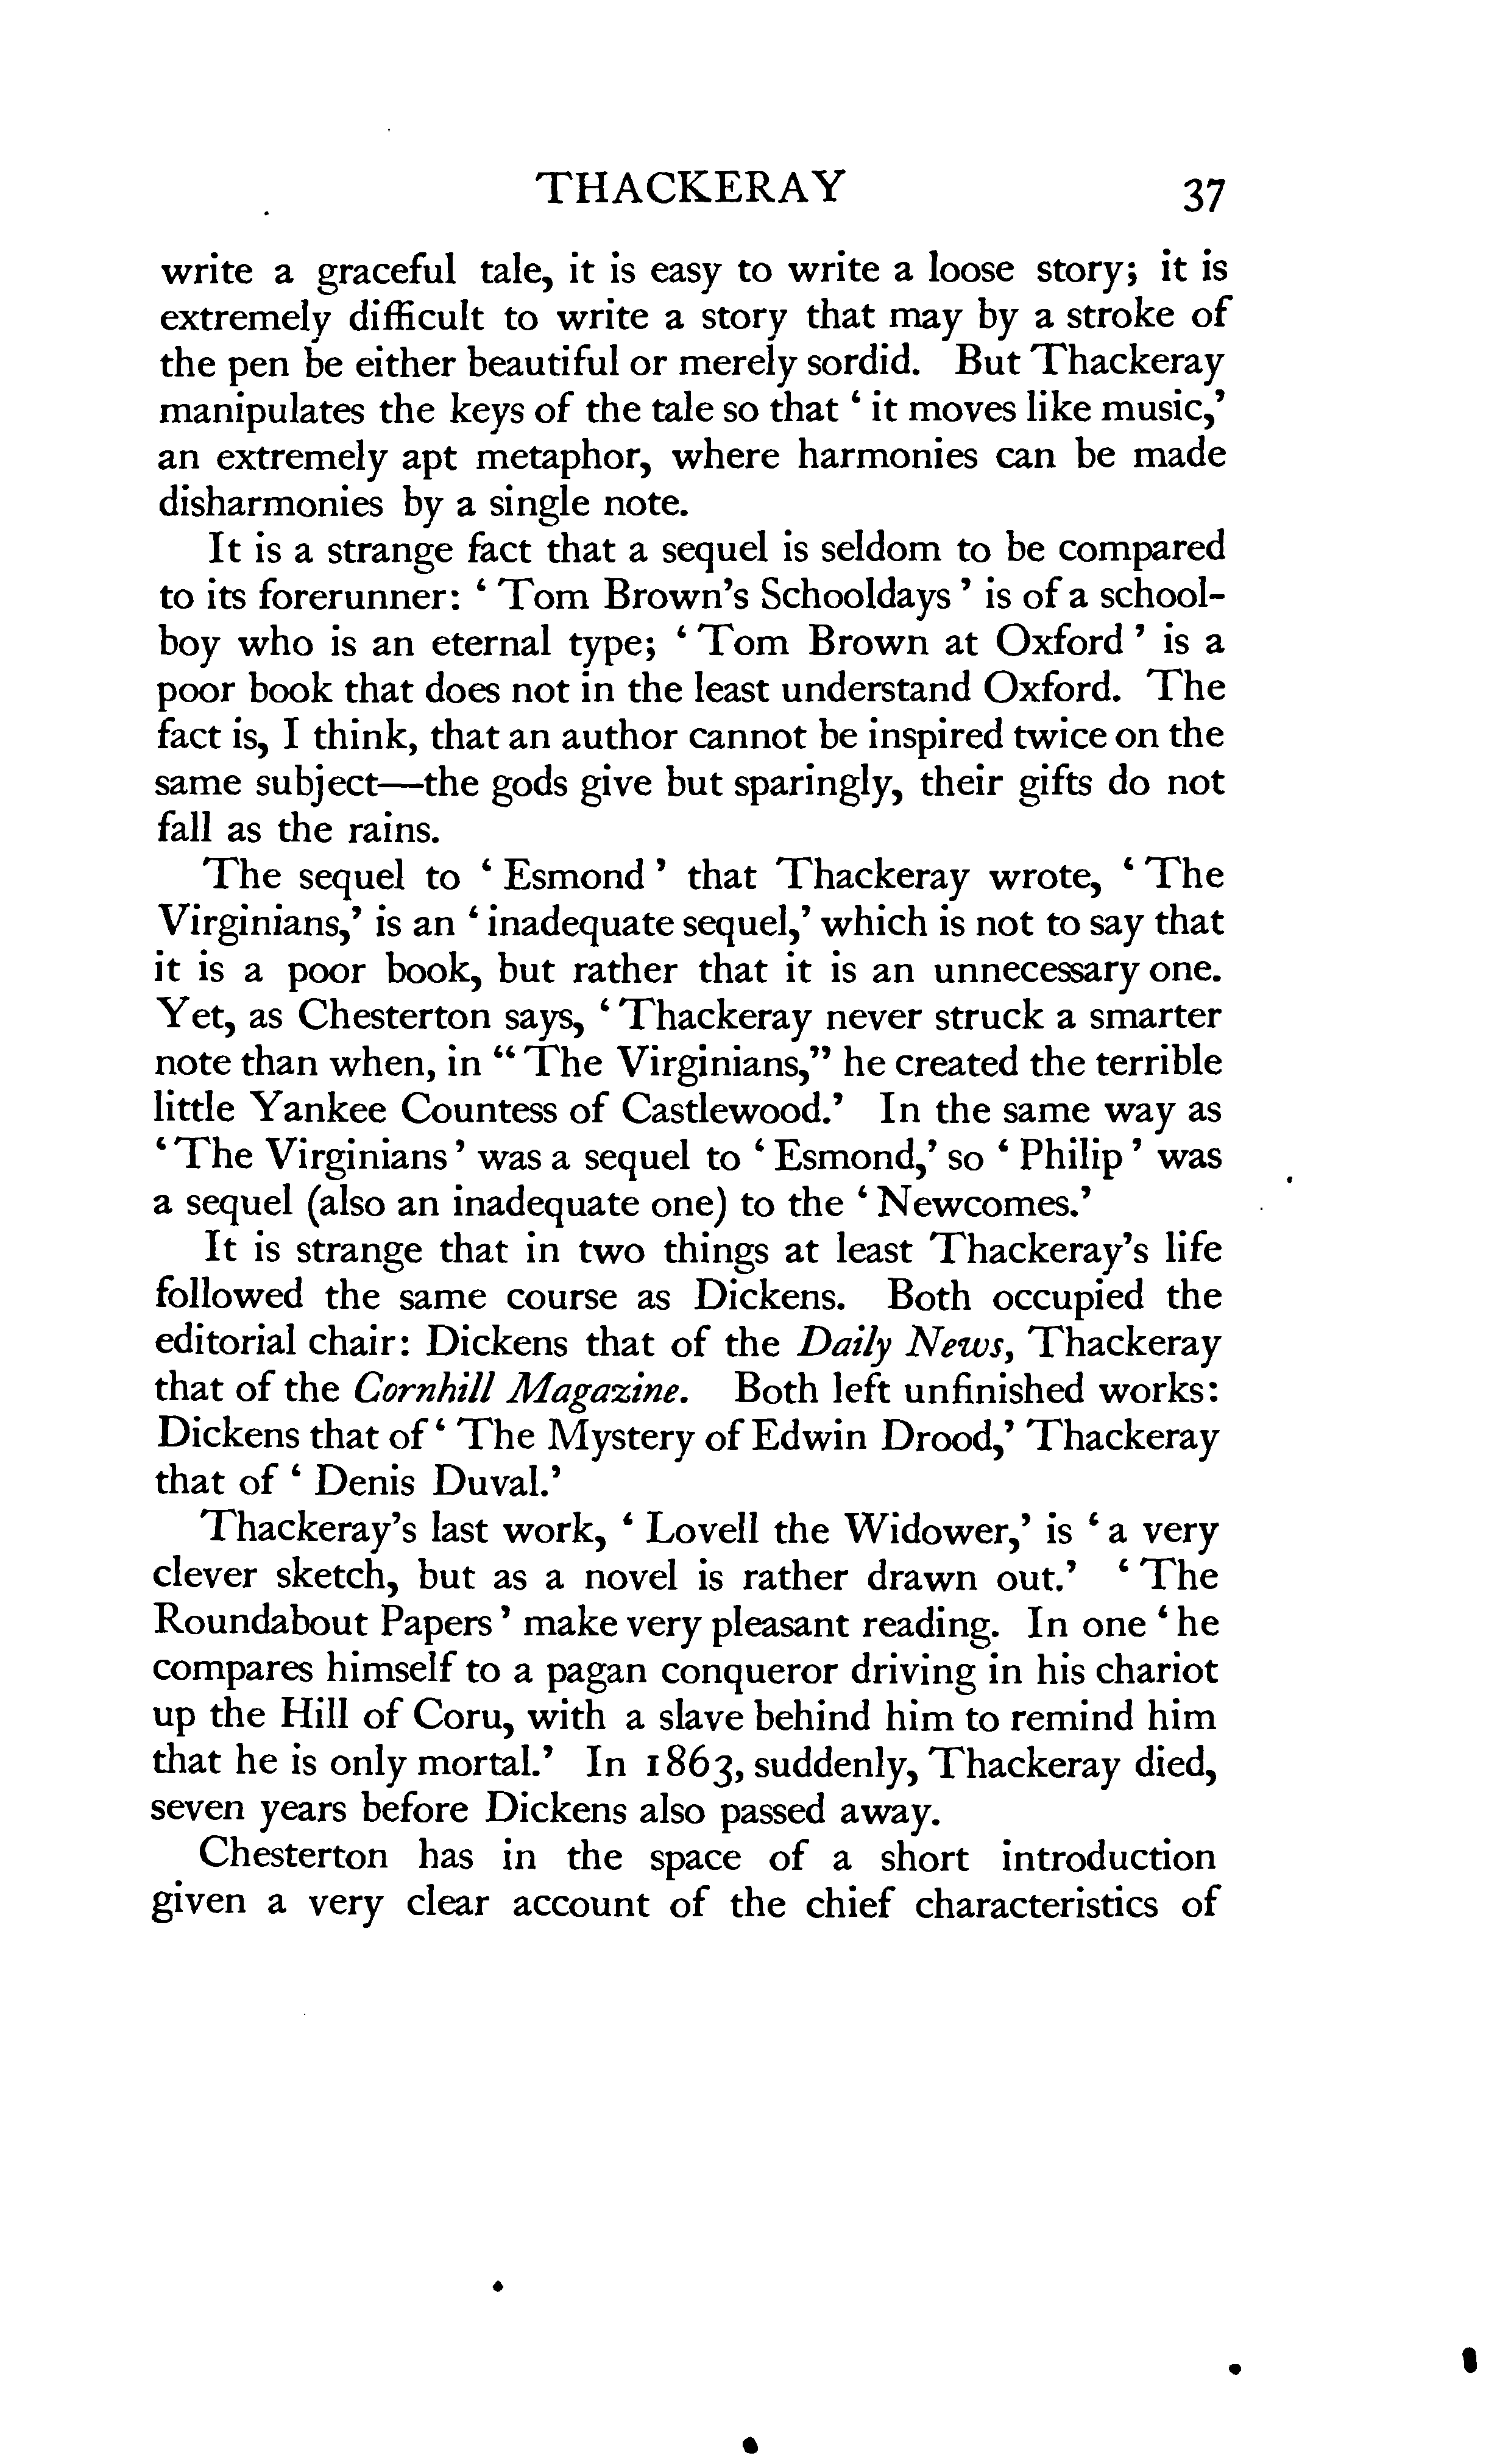 THACKERAY 37
write a graceful tale, it is easy to write a loose story; it is
extremely difficult to write a story that may by a stroke of
the pen be either beautiful or merely sordid. But Thackeray
manipulates the keys of the tale so that ‘ it moves like music,’
an extremely apt metaphor, where harmonies can be made
disharmonies by a single note.
It is a strange fact that a sequel is seldom to be compared
to its forerunner: ‘ Tom Brown’s Schooldays ’ is of a school-
boy who is an eternal type; ‘ Tom Brown at Oxford ’ is a
poor book that does not in the least understand Oxford. The
fact is, I think, that an author cannot be inspired twice on the
same subject—the gods give but sparingly, their gifts do not
fall as the rains.
The sequel to ‘ Esmond ’ that Thackeray wrote, ‘ The
Virginians,’ is an ‘ inadequate sequel,’ which is not to say that
it is a poor book, but rather that it is an unnecessary one.
Yet, as Chesterton says, ‘ Thackeray never struck a smarter
note than when, in “ The Virginians,” he created the terrible
little Yankee Countess of Castlewood.’ In the same way as
‘ The Virginians ’ was a sequel to ‘ Esmond,’ so ‘ Philip ’ was
a sequel (also an inadequate one) to the ‘ Newcomes.’
It is strange that in two things at least Thackeray’s life
followed the same course as Dickens. Both occupied the
editorial chair: Dickens that of the Daily News, Thackeray
that of the Cornhill Magazine. Both left unfinished works:
Dickens that of ‘ The Mystery of Edwin Drood,’ Thackeray
that of ‘ Denis Duval.’
Thackeray’s last work, ‘ Lovell the Widower,’ is ‘ a very
clever sketch, but as a novel is rather drawn out.’ ‘ The
Roundabout Papers ’ make very pleasant reading. In one ‘ he
compares himself to a pagan conqueror driving in his chariot
up the Hill of Coru, with a slave behind him to remind him
that he is only mortal.’ In 1863, suddenly, Thackeray died,
seven years before Dickens also passed away.
Chesterton has in the space of a short introduction
given a very clear account of the chief characteristics of